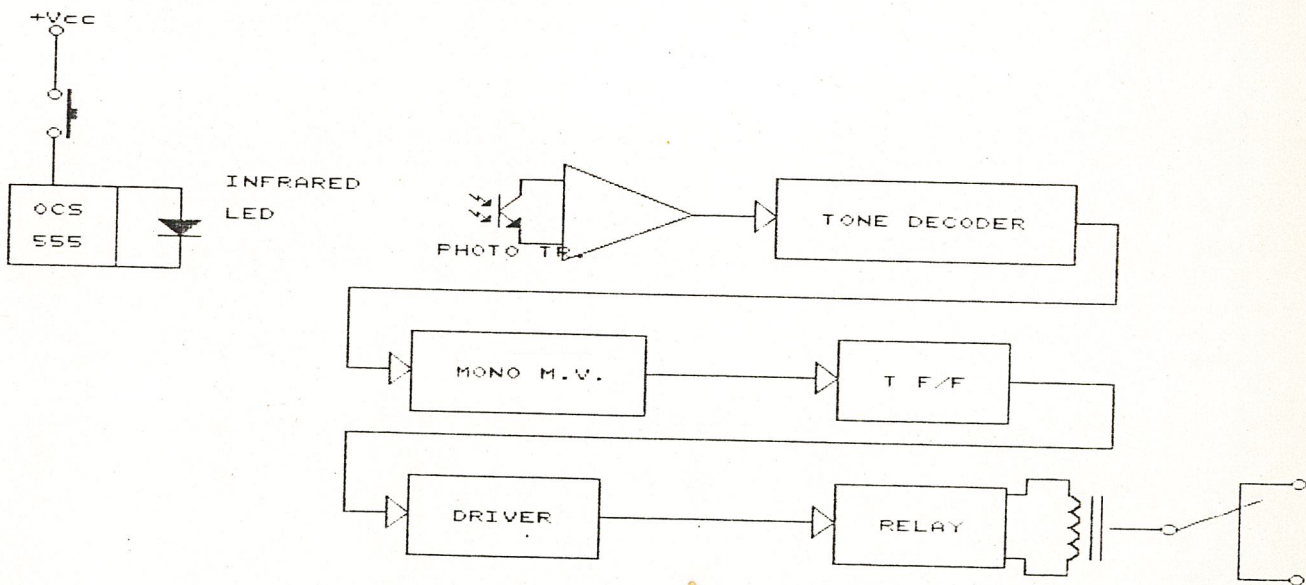 +Vcc
OCS
555
INFRARED
LED
PHOTO TR.
TONE DECODER
MONO M.V.
T F/F
DRIVER
RELAY